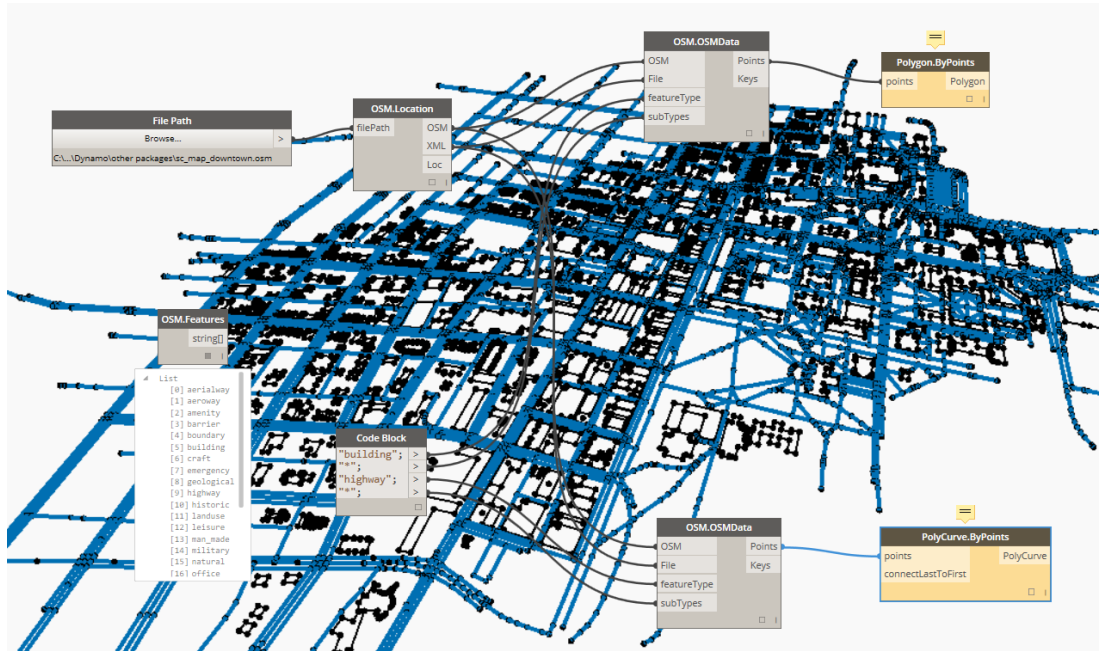 File Path
Browse...
>
C:\...\Dynamo\other packages\sc_map_downtown.osm
OSM.Location
filePath
OSM
XML
Loc
OSM.OSMData
OSM
Points
File
Keys
featureType
subTypes
Polygon.ByPoints
points
Polygon
OSM.Features
string[]
List
[0] aerialway
[1] aeroway
[2] amenity
[3] barrier
[4] boundary
[5] building
[6] craft
[7] emergency
[8] geological
[9] highway
[10] historic
[11] landuse
[12] leisure
[13] man_made
[14] military
[15] natural
[16] office
Code Block
"building"; >
"*"; >
"highway"; >
"*"; >
OSM.OSMData
OSM
Points
File
Keys
featureType
subTypes
PolyCurve.ByPoints
points
PolyCurve
connectLastToFirst